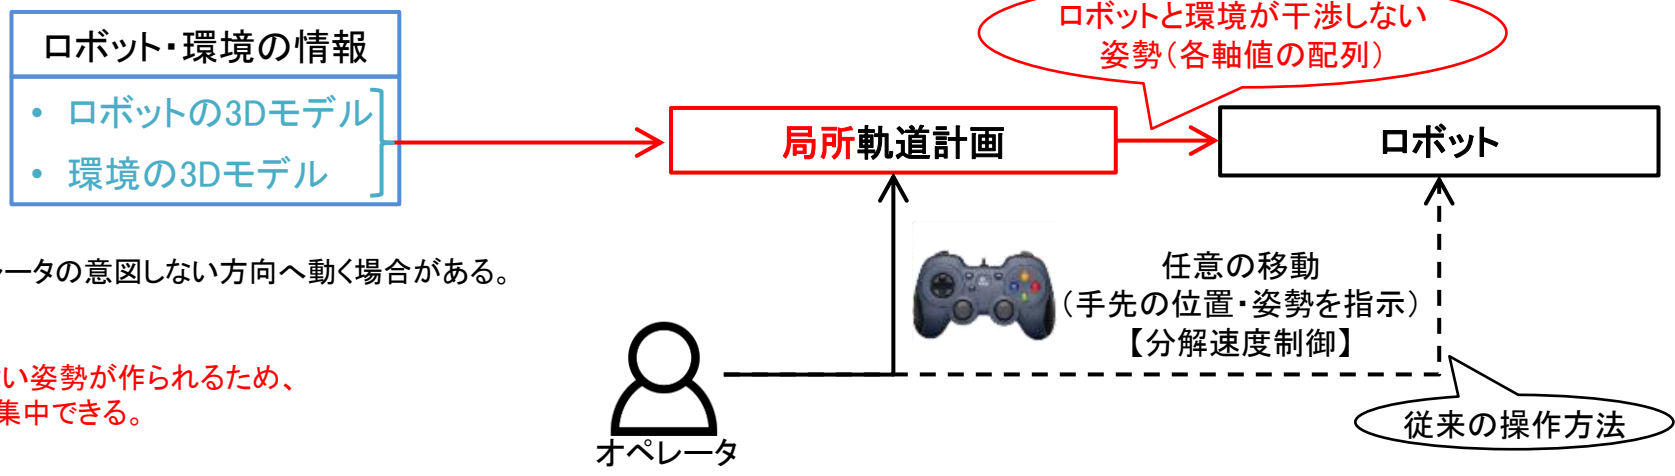 ロボットと環境が干渉しない
姿勢（各軸値の配列）
ロボット・環境の情報
• ロボットの3Dモデル
• 環境の3Dモデル
局所軌道計画
ロボット
ータの意図しない方向へ動く場合がある。
任意の移動
（手先の位置・姿勢を指示）
【分解速度制御】
い姿勢が作られるため、
集中できる。
従来の操作方法
オペレータ